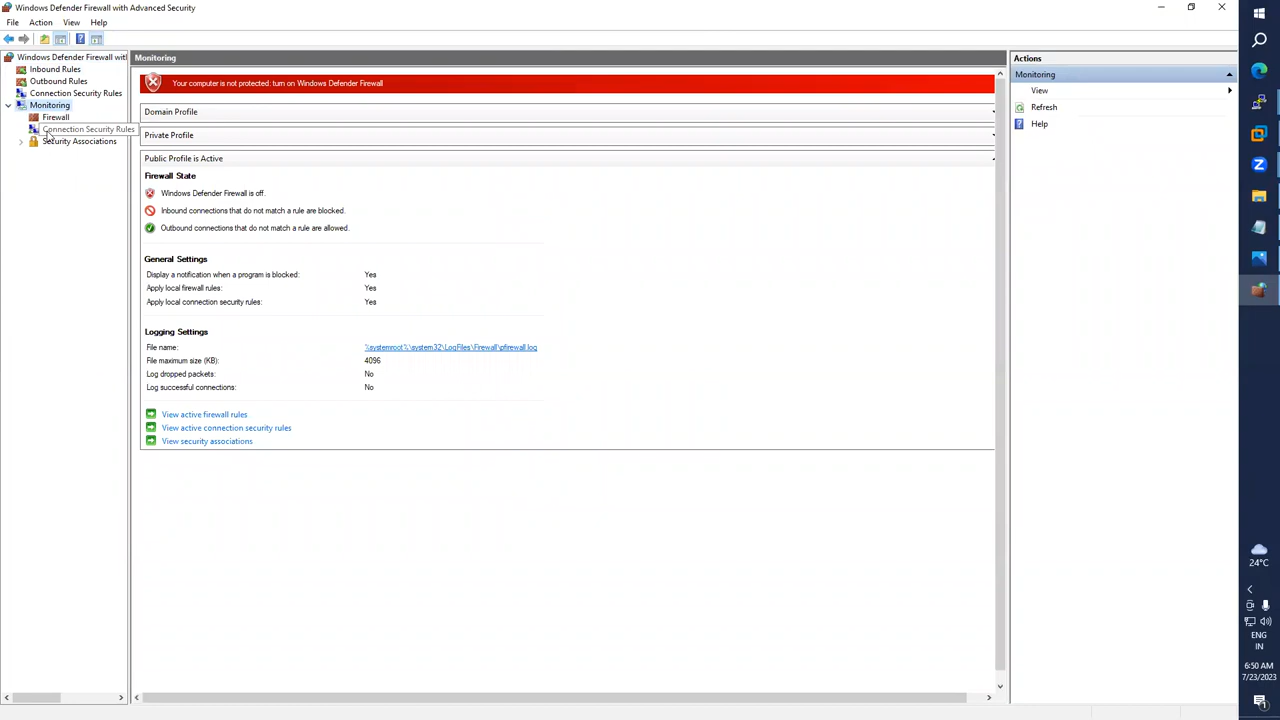 Windows Defender Firewall with Advanced Security
File Action View Help
Windows Defender Firewall wit
Inbound Rules
Outbound Rules
Connection Security Rules
Monitoring
Firewall
Connection Security Rules
Security Associations
Monitoring
Your computer is not protected: turn on Windows Defender Firewall
Domain Profile
Private Profile
Public Profile is Active
Firewall State
Windows Defender Firewall is off.
Inbound connections that do not match a rule are blocked.
Outbound connections that do not match a rule are allowed.
General Settings
Display a notification when a program is blocked: Yes
Apply local firewall rules: Yes
Apply local connection security rules: Yes
Logging Settings
File name: %systemroot%\system32\LogFiles\Firewall\pfirewall.log
File maximum size (KB): 4096
Log dropped packets: No
Log successful connections: No
View active firewall rules
View active connection security rules
View security associations
Actions
Monitoring
View
Refresh
Help
24°C
ENG
IN
6:50 AM
7/23/2023
1